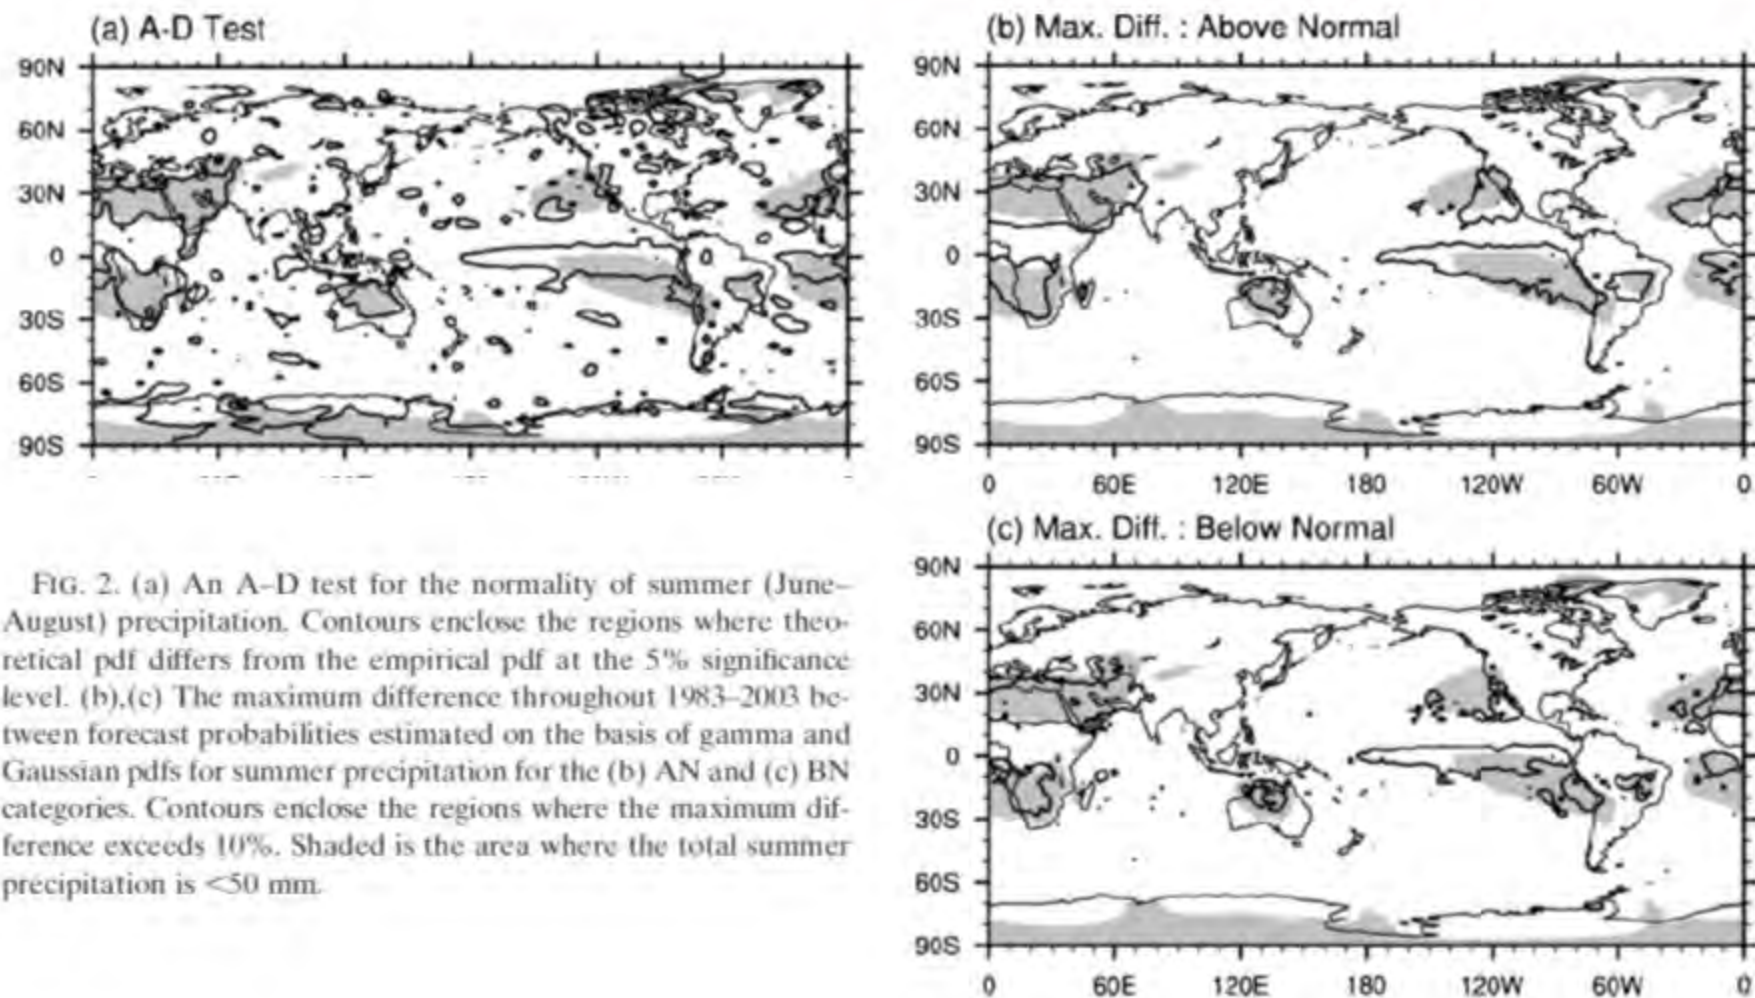 (a) A-D Test
90N
60N
30N
0
30S
60S
90S
(b) Max. Diff. : Above Normal
90N
60N
30N
0
30S
60S
90S
0 60E 120E 180 120W 60W 0
(c) Max. Diff. : Below Normal
90N
60N
30N
0
30S
60S
90S
0 60E 120E 180 120W 60W 0
FIG. 2. (a) An A–D test for the normality of summer (June–
August) precipitation. Contours enclose the regions where theo-
retical pdf differs from the empirical pdf at the 5% significance
level. (b),(c) The maximum difference throughout 1983–2003 be-
tween forecast probabilities estimated on the basis of gamma and
Gaussian pdfs for summer precipitation for the (b) AN and (c) BN
categories. Contours enclose the regions where the maximum dif-
ference exceeds 10%. Shaded is the area where the total summer
precipitation is <50 mm.